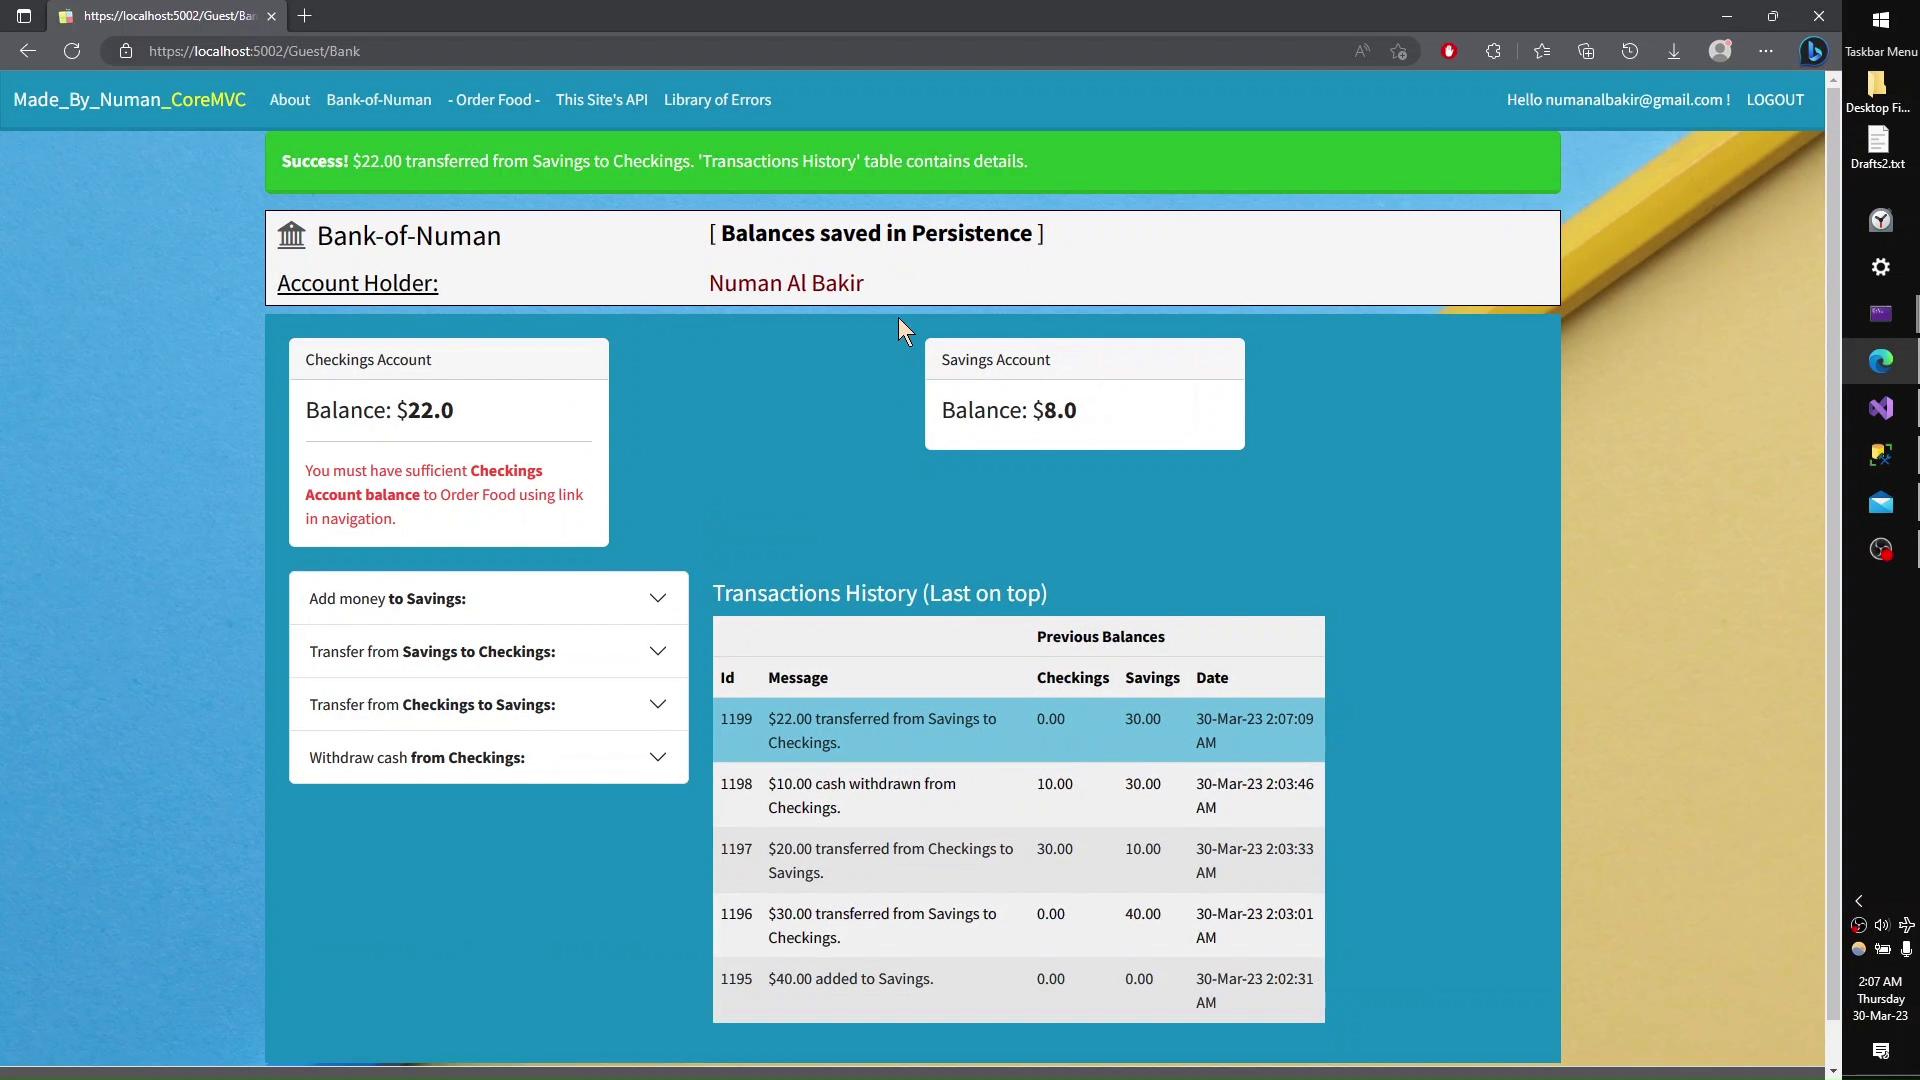 https://localhost:5002/Guest/Ban
https://localhost:5002/Guest/Bank
Taskbar Menu
Desktop Fi...
Drafts2.txt
Made_By_Numan_CoreMVC About Bank-of-Numan - Order Food - This Site's API Library of Errors Hello numanalbakir@gmail.com ! LOGOUT
Success! $22.00 transferred from Savings to Checkings. 'Transactions History' table contains details.
Bank-of-Numan [ Balances saved in Persistence ]
Account Holder: Numan Al Bakir
Checkings Account
Balance: $22.0
You must have sufficient Checkings
Account balance to Order Food using link
in navigation.
Savings Account
Balance: $8.0
Add money to Savings:
Transfer from Savings to Checkings:
Transfer from Checkings to Savings:
Withdraw cash from Checkings:
Transactions History (Last on top)
Previous Balances
Id Message Checkings Savings Date
1199 $22.00 transferred from Savings to 0.00 30.00 30-Mar-23 2:07:09
Checkings. AM
1198 $10.00 cash withdrawn from 10.00 30.00 30-Mar-23 2:03:46
Checkings. AM
1197 $20.00 transferred from Checkings to 30.00 10.00 30-Mar-23 2:03:33
Savings. AM
1196 $30.00 transferred from Savings to 0.00 40.00 30-Mar-23 2:03:01
Checkings. AM
1195 $40.00 added to Savings. 0.00 0.00 30-Mar-23 2:02:31
AM
2:07 AM
Thursday
30-Mar-23